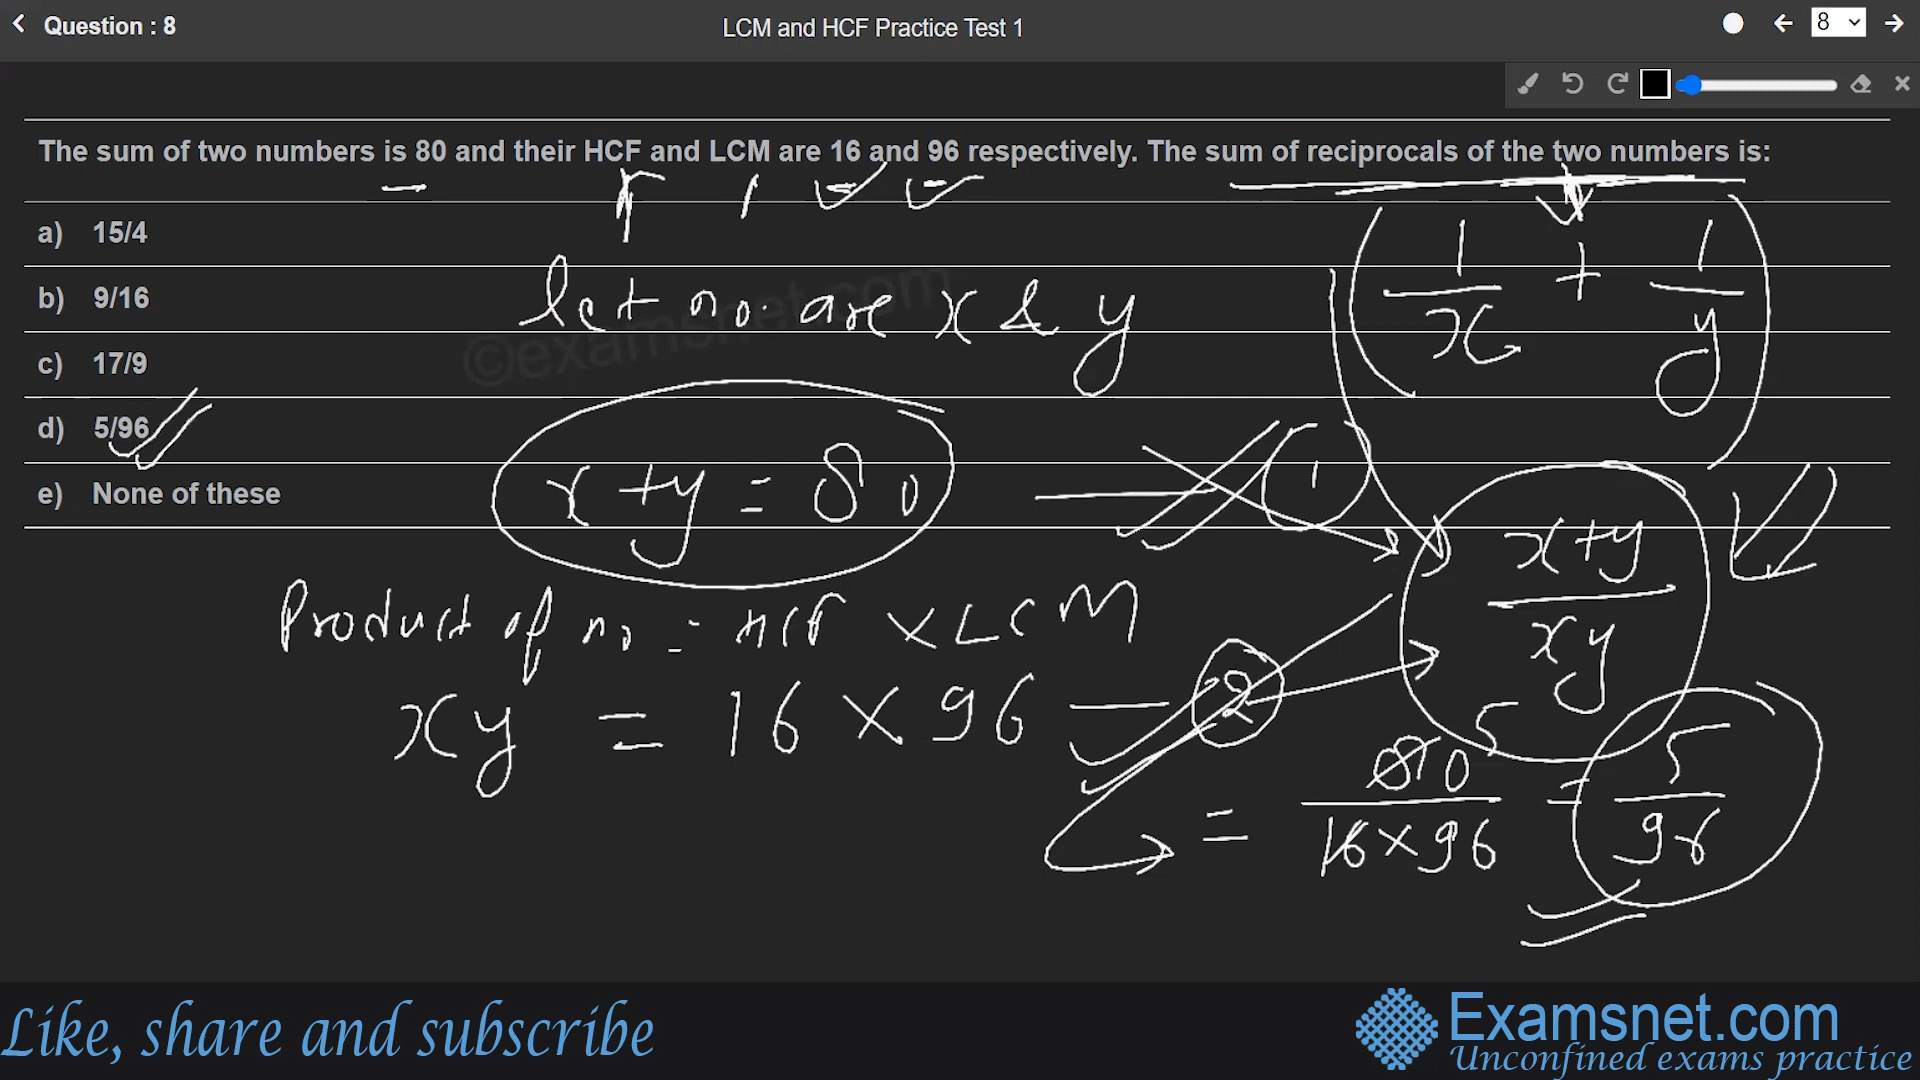 Question : 8
LCM and HCF Practice Test 1
8
The sum of two numbers is 80 and their HCF and LCM are 16 and 96 respectively. The sum of reciprocals of the two numbers is:
a) 15/4
b) 9/16
c) 17/9
d) 5/96
e) None of these
©examsnet.com
let no. are x & y
1/x + 1/y
x + y = 80
1
x+y/xy
Product of no = HCF × LCM
xy = 16 × 96 — 2
= 80/16×96 = 5/96
5
Like, share and subscribe
Examsnet.com
Unconfined exams practice